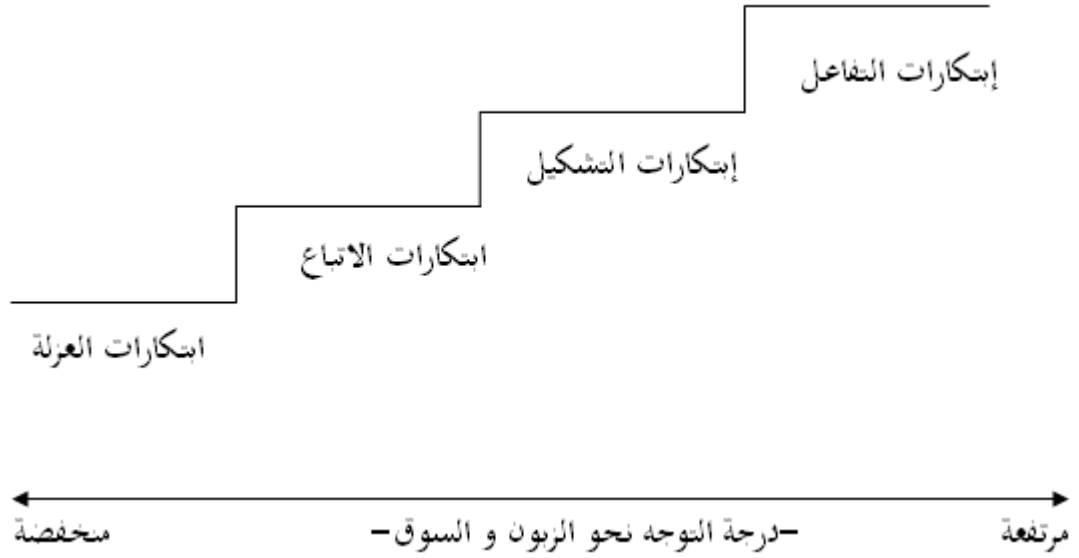 إبتكارات التفاعل
إبتكارات التشكيل
ابتكارات الاتباع
ابتكارات العزلة
مرتفعة
–درجة التوجه نحو الزبون و السوق–
منخفضة